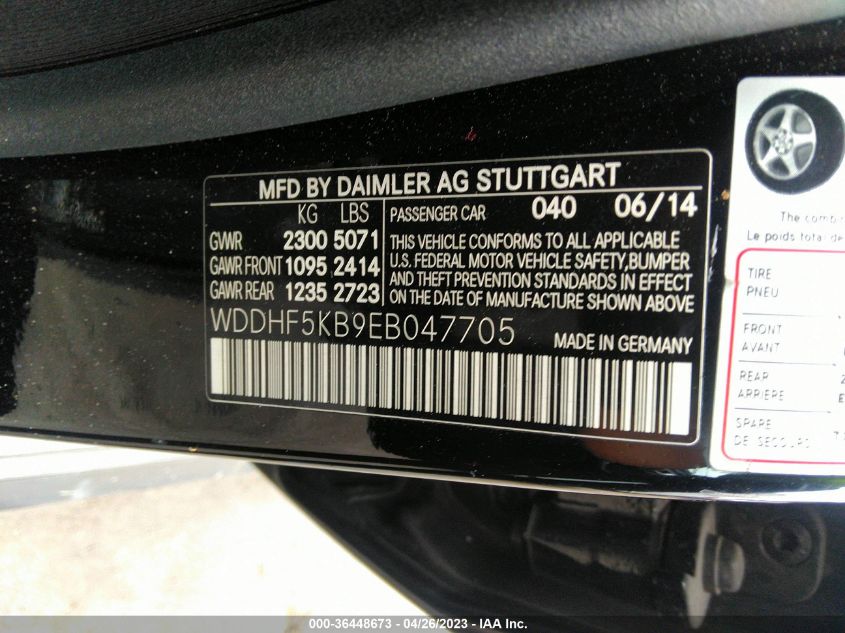 MFD BY DAIMLER AG STUTTGART
KG LBS
PASSENGER CAR 040 06/14
GVWR 2300 5071
GAWR FRONT 1095 2414
GAWR REAR 1235 2723
THIS VEHICLE CONFORMS TO ALL APPLICABLE
U.S. FEDERAL MOTOR VEHICLE SAFETY, BUMPER
AND THEFT PREVENTION STANDARDS IN EFFECT
ON THE DATE OF MANUFACTURE SHOWN ABOVE
WDDHF5KB9EB047705
MADE IN GERMANY
The
Le poids total de
TIRE
PNEU
FRONT
AVANT
REAR
ARRIERE
SPARE
DE SECOURS
000-36448673 - 04/26/2023 - IAA Inc.